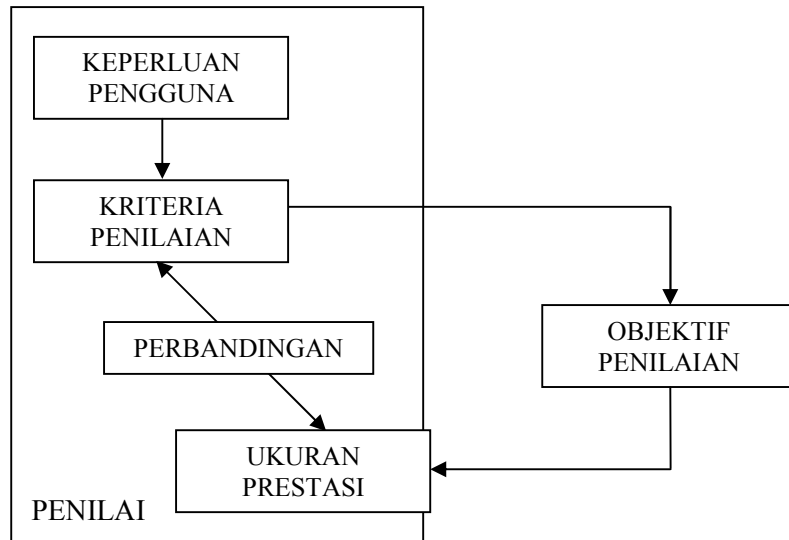 KEPERLUAN
PENGGUNA
KRITERIA
PENILAIAN
PERBANDINGAN
OBJEKTIF
PENILAIAN
UKURAN
PRESTASI
PENILAI